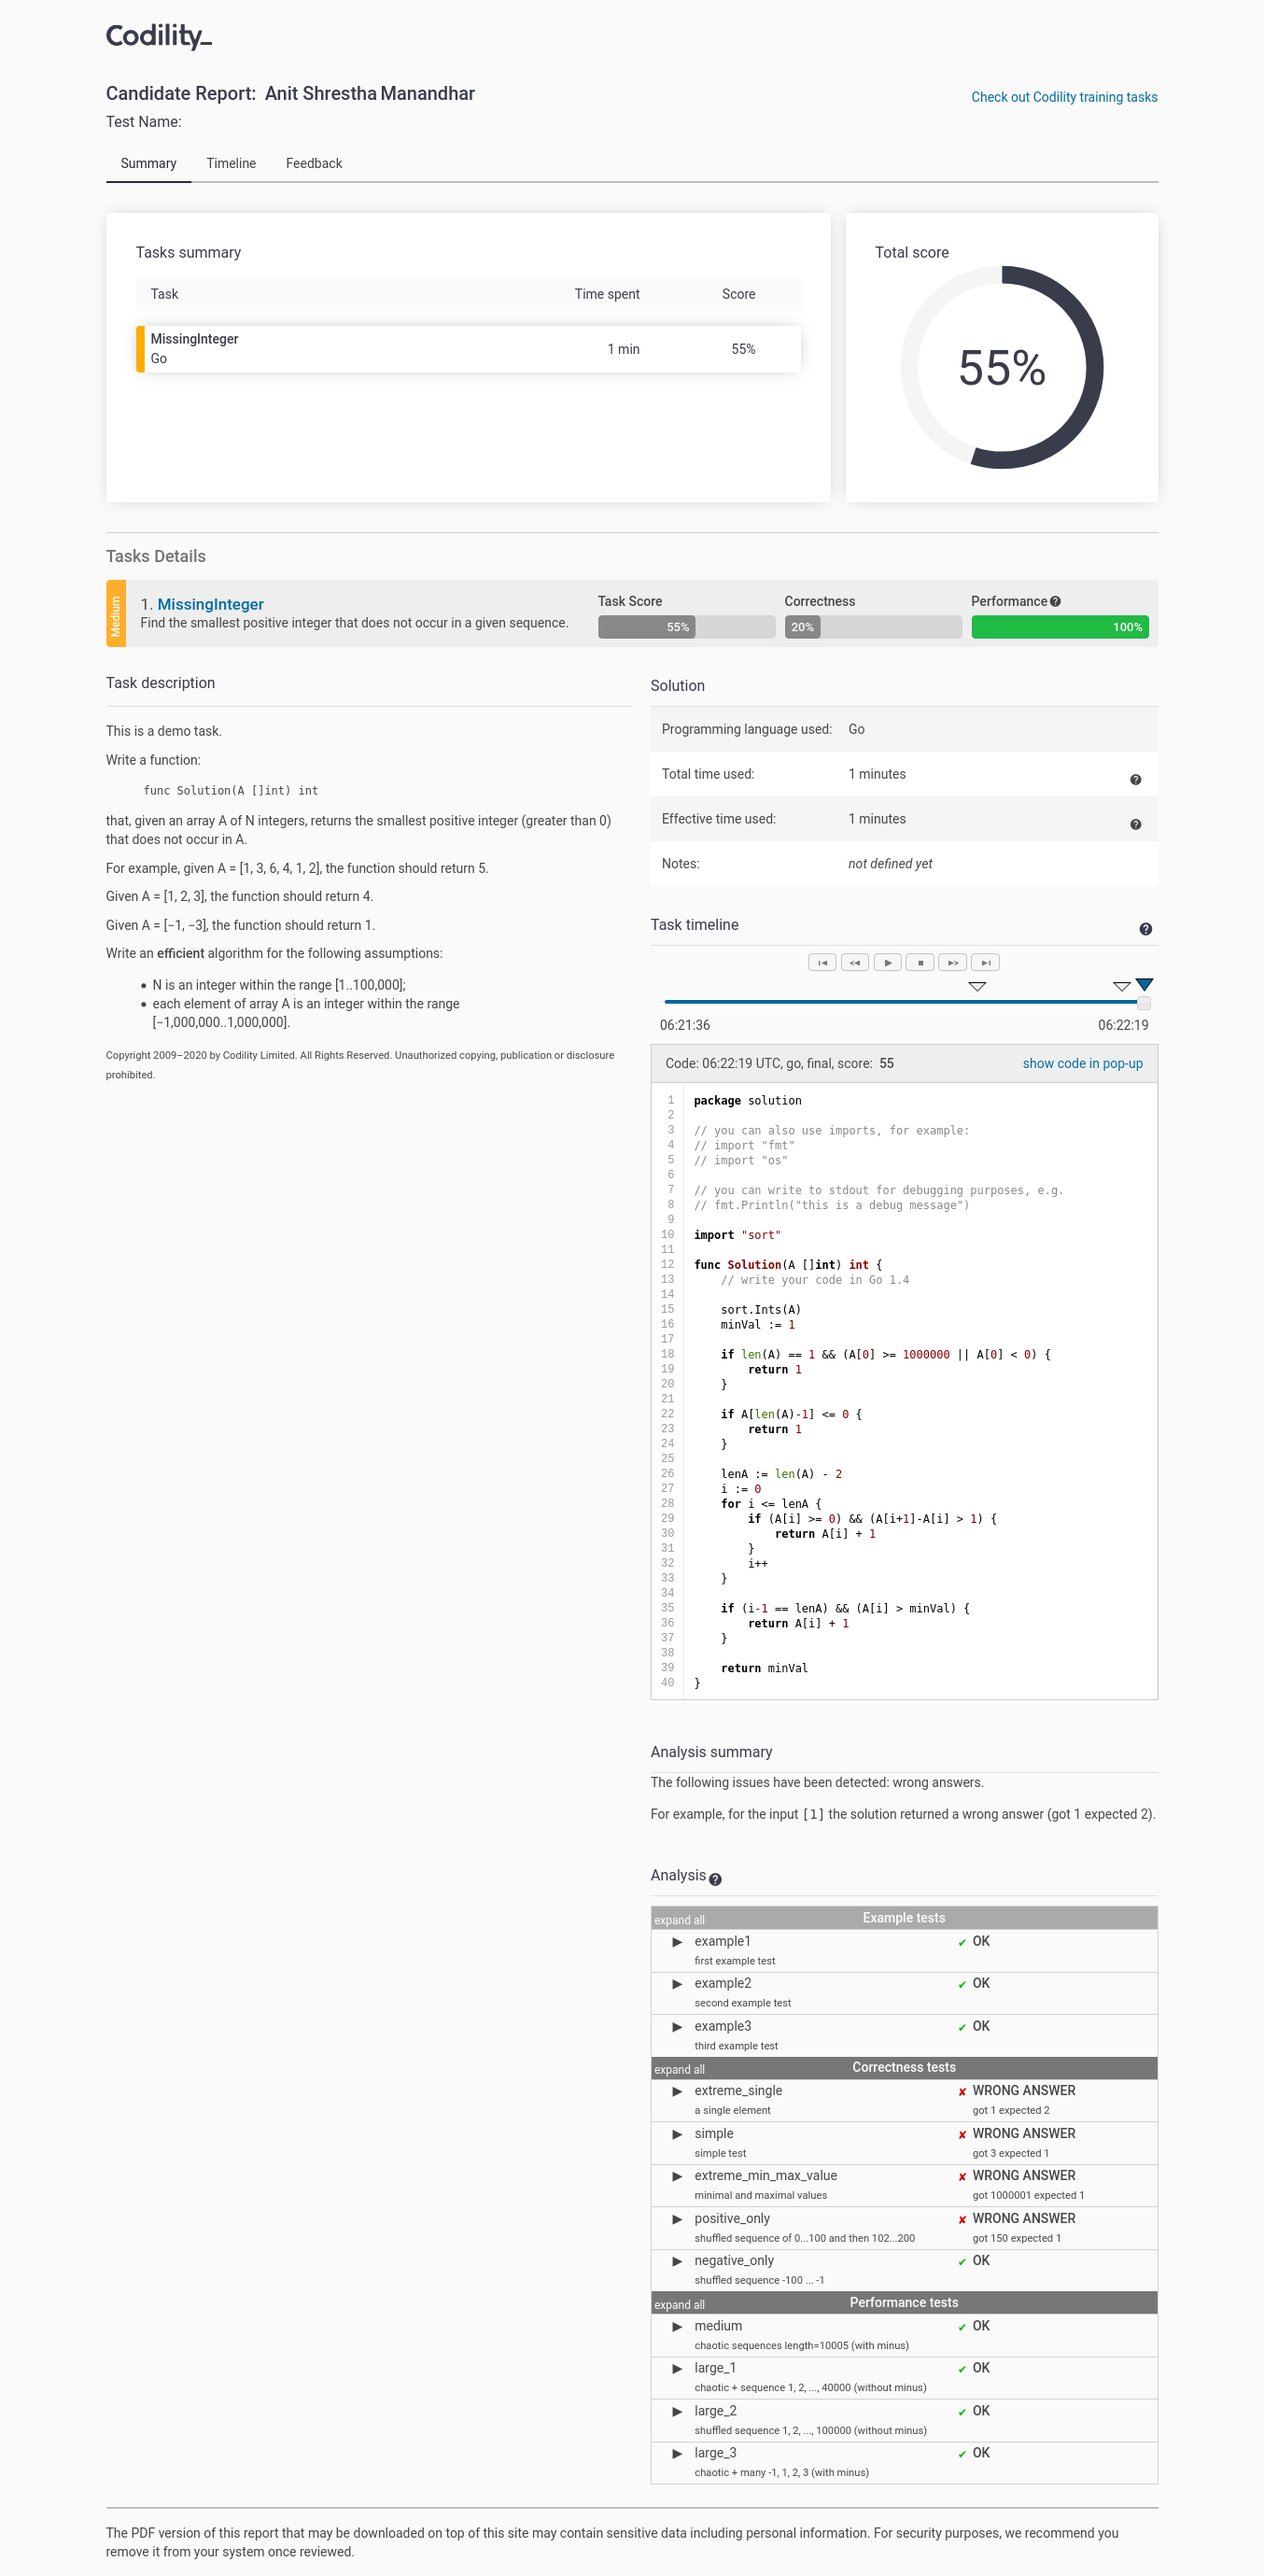 Codility_
Candidate Report: Anit Shrestha Manandhar
Check out Codility training tasks
Test Name:
Summary Timeline Feedback
Tasks summary
Task Time spent Score
MissingInteger
Go
1 min 55%
Total score
55%
Tasks Details
Medium
1. MissingInteger
Find the smallest positive integer that does not occur in a given sequence.
Task Score Correctness Performance
55% 20% 100%
Task description
This is a demo task.
Write a function:
func Solution(A []int) int
that, given an array A of N integers, returns the smallest positive integer (greater than 0)
that does not occur in A.
For example, given A = [1, 3, 6, 4, 1, 2], the function should return 5.
Given A = [1, 2, 3], the function should return 4.
Given A = [−1, −3], the function should return 1.
Write an efficient algorithm for the following assumptions:
• N is an integer within the range [1..100,000];
• each element of array A is an integer within the range
[−1,000,000..1,000,000].
Copyright 2009–2020 by Codility Limited. All Rights Reserved. Unauthorized copying, publication or disclosure
prohibited.
Solution
Programming language used: Go
Total time used: 1 minutes
Effective time used: 1 minutes
Notes: not defined yet
Task timeline
06:21:36 06:22:19
Code: 06:22:19 UTC, go, final, score: 55
show code in pop-up
1 package solution
2
3 // you can also use imports, for example:
4 // import "fmt"
5 // import "os"
6
7 // you can write to stdout for debugging purposes, e.g.
8 // fmt.Println("this is a debug message")
9
10 import "sort"
11
12 func Solution(A []int) int {
13 // write your code in Go 1.4
14
15 sort.Ints(A)
16 minVal := 1
17
18 if len(A) == 1 && (A[0] >= 1000000 || A[0] < 0) {
19 return 1
20 }
21
22 if A[len(A)-1] <= 0 {
23 return 1
24 }
25
26 lenA := len(A) - 2
27 i := 0
28 for i <= lenA {
29 if (A[i] >= 0) && (A[i+1]-A[i] > 1) {
30 return A[i] + 1
31 }
32 i++
33 }
34
35 if (i-1 == lenA) && (A[i] > minVal) {
36 return A[i] + 1
37 }
38
39 return minVal
40 }
Analysis summary
The following issues have been detected: wrong answers.
For example, for the input [1] the solution returned a wrong answer (got 1 expected 2).
Analysis
expand all Example tests
▶ example1 ✔ OK
first example test
▶ example2 ✔ OK
second example test
▶ example3 ✔ OK
third example test
expand all Correctness tests
▶ extreme_single ✘ WRONG ANSWER
a single element got 1 expected 2
▶ simple ✘ WRONG ANSWER
simple test got 3 expected 1
▶ extreme_min_max_value ✘ WRONG ANSWER
minimal and maximal values got 1000001 expected 1
▶ positive_only ✘ WRONG ANSWER
shuffled sequence of 0...100 and then 102...200 got 150 expected 1
▶ negative_only ✔ OK
shuffled sequence -100 ... -1
expand all Performance tests
▶ medium ✔ OK
chaotic sequences length=10005 (with minus)
▶ large_1 ✔ OK
chaotic + sequence 1, 2, ..., 40000 (without minus)
▶ large_2 ✔ OK
shuffled sequence 1, 2, ..., 100000 (without minus)
▶ large_3 ✔ OK
chaotic + many -1, 1, 2, 3 (with minus)
The PDF version of this report that may be downloaded on top of this site may contain sensitive data including personal information. For security purposes, we recommend you
remove it from your system once reviewed.